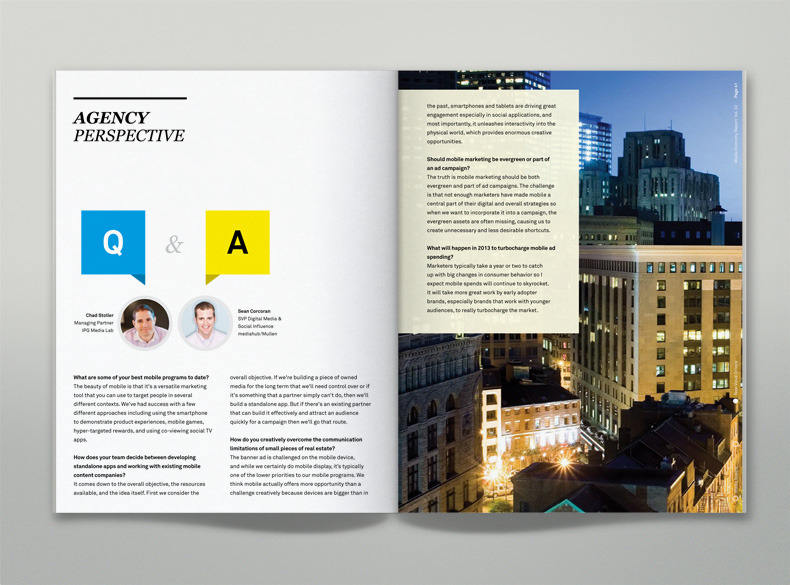 AGENCY
PERSPECTIVE
Q
&
A
Chad Stoller
Managing Partner
IPG Media Lab
Sean Corcoran
SVP Digital Media &
Social Influence
mediahub/Mullen
What are some of your best mobile programs to date?
The beauty of mobile is that it's a versatile marketing
tool that you can use to target people in several
different contexts. We've had success with a few
different approaches including using the smartphone
to demonstrate product experiences, mobile games,
hyper-targeted rewards, and using co-viewing social TV
apps.
How does your team decide between developing
standalone apps and working with existing mobile
content companies?
It comes down to the overall objective, the resources
available, and the idea itself. First we consider the
overall objective. If we're building a piece of owned
media for the long term that we'll need control over or if
it's something that a partner simply can't do, then we'll
build a standalone app. But if there's an existing partner
that can build it effectively and attract an audience
quickly for a campaign then we'll go that route.
How do you creatively overcome the communication
limitations of small pieces of real estate?
The banner ad is challenged on the mobile device,
and while we certainly do mobile display, it's typically
one of the lower priorities to our mobile programs. We
think mobile actually offers more opportunity than a
challenge creatively because devices are bigger than in
the past, smartphones and tablets are driving great
engagement especially in social applications, and
most importantly, it unleashes interactivity into the
physical world, which provides enormous creative
opportunities.
Should mobile marketing be evergreen or part of
an ad campaign?
The truth is mobile marketing should be both
evergreen and part of ad campaigns. The challenge
is that not enough marketers have made mobile a
central part of their digital and overall strategies so
when we want to incorporate it into a campaign, the
evergreen assets are often missing, causing us to
create unnecessary and less desirable shortcuts.
What will happen in 2013 to turbocharge mobile ad
spending?
Marketers typically take a year or two to catch
up with big changes in consumer behavior so I
expect mobile spends will continue to skyrocket.
It will take more great work by early adopter
brands, especially brands that work with younger
audiences, to really turbocharge the market.
Page 41